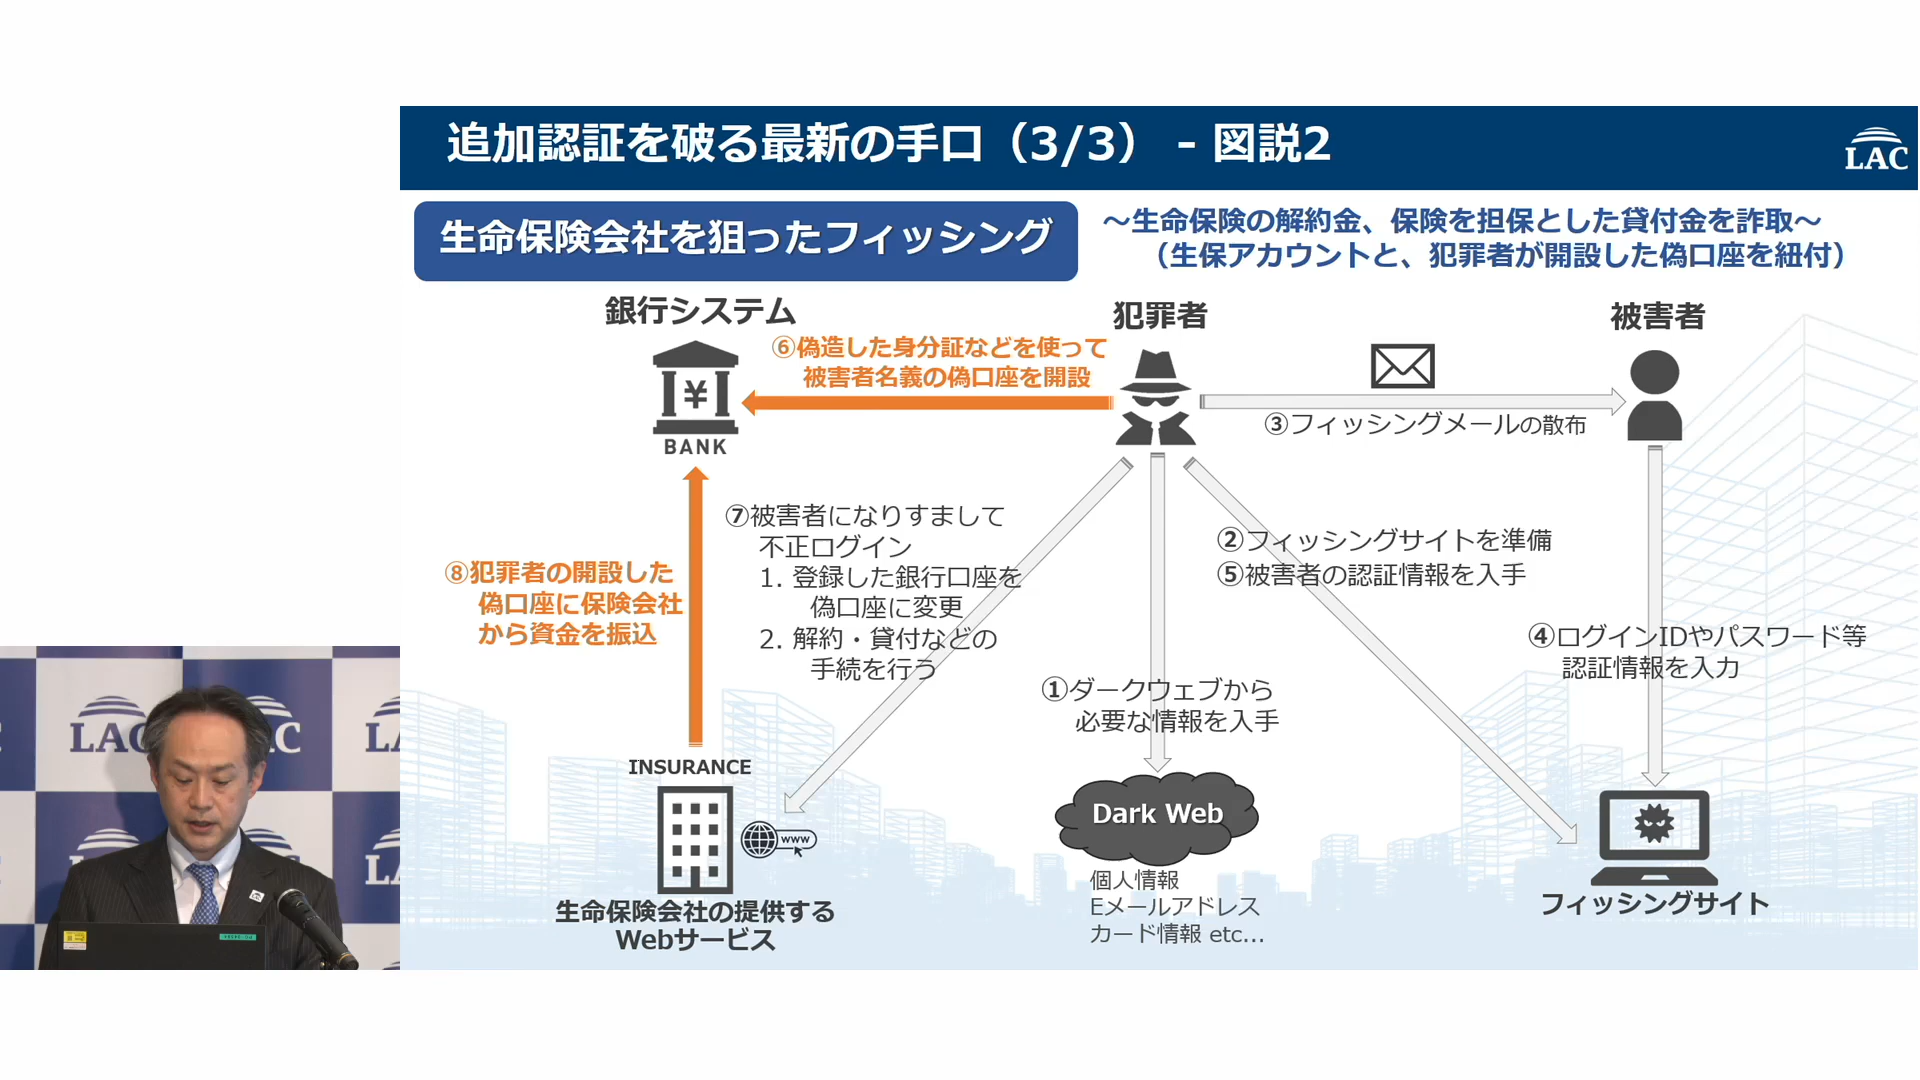 追加認証を破る最新の手口（3/3） - 図説2
LAC
生命保険会社を狙ったフィッシング
～生命保険の解約金、保険を担保とした貸付金を詐取～
（生保アカウントと、犯罪者が開設した偽口座を紐付）
銀行システム
犯罪者
被害者
⑥偽造した身分証などを使って
被害者名義の偽口座を開設
¥
BANK
③フィッシングメールの散布
⑦被害者になりすまして
不正ログイン
1. 登録した銀行口座を
偽口座に変更
2. 解約・貸付などの
手続を行う
②フィッシングサイトを準備
⑤被害者の認証情報を入手
⑧犯罪者の開設した
偽口座に保険会社
から資金を振込
④ログインIDやパスワード等
認証情報を入力
①ダークウェブから
必要な情報を入手
INSURANCE
www
Dark Web
個人情報
Eメールアドレス
カード情報 etc...
生命保険会社の提供する
Webサービス
フィッシングサイト
LAC